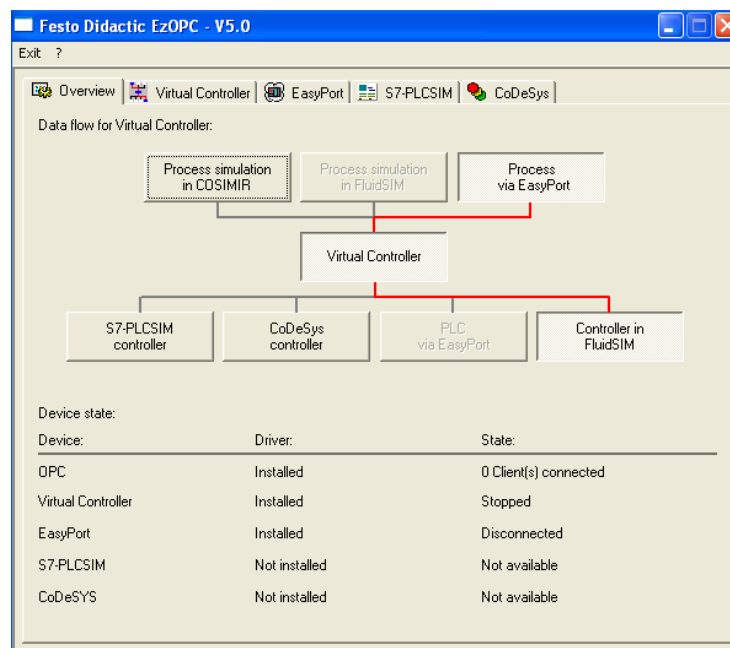 Festo Didactic EzOPC - V5.0
Exit ?
Overview Virtual Controller EasyPort S7-PLCSIM CoDeSys
Data flow for Virtual Controller:
Process simulation
in COSIMIR
Process simulation
in FluidSIM
Process
via EasyPort
Virtual Controller
S7-PLCSIM
controller
CoDeSys
controller
PLC
via EasyPort
Controller in
FluidSIM
Device state:
Device: Driver: State:
OPC Installed 0 Client(s) connected
Virtual Controller Installed Stopped
EasyPort Installed Disconnected
S7-PLCSIM Not installed Not available
CoDeSYS Not installed Not available